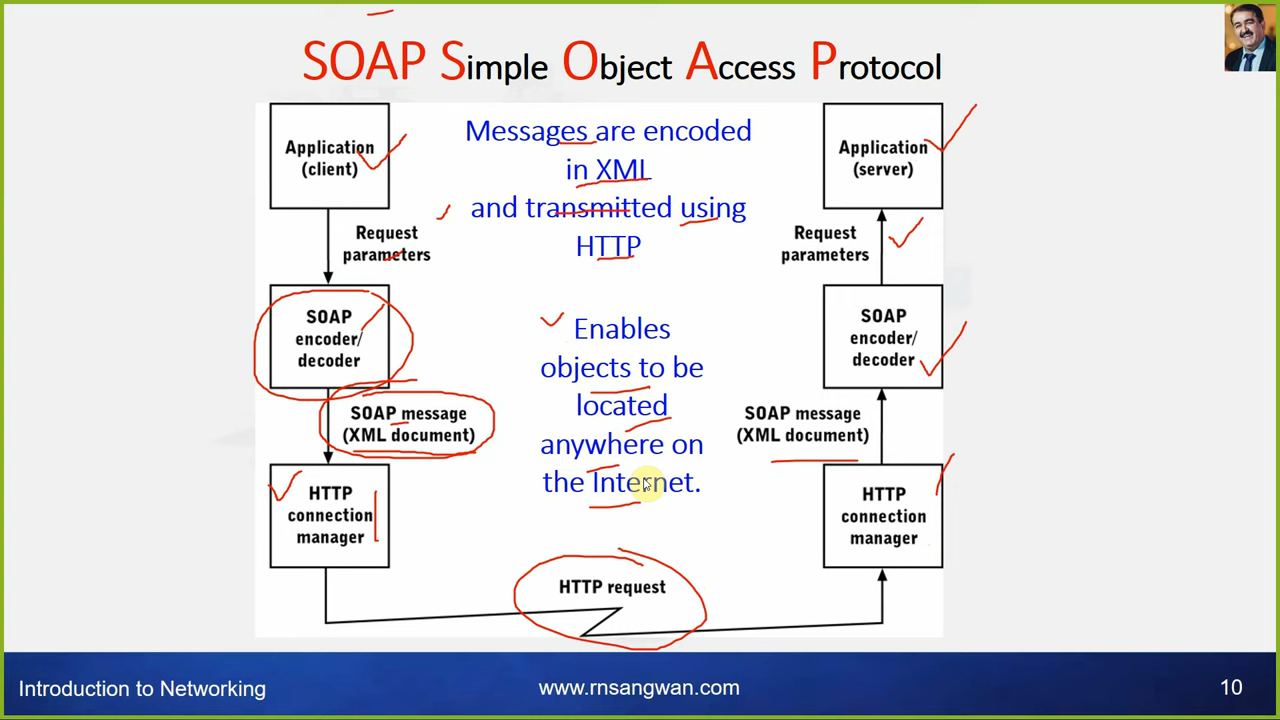 SOAP Simple Object Access Protocol
Application
(client)
Request
parameters
SOAP
encoder/
decoder
SOAP message
(XML document)
HTTP
connection
manager
Messages are encoded
in XML
and transmitted using
HTTP
Enables
objects to be
located
anywhere on
the Internet.
HTTP request
Application
(server)
Request
parameters
SOAP
encoder/
decoder
SOAP message
(XML document)
HTTP
connection
manager
Introduction to Networking
www.rnsangwan.com
10